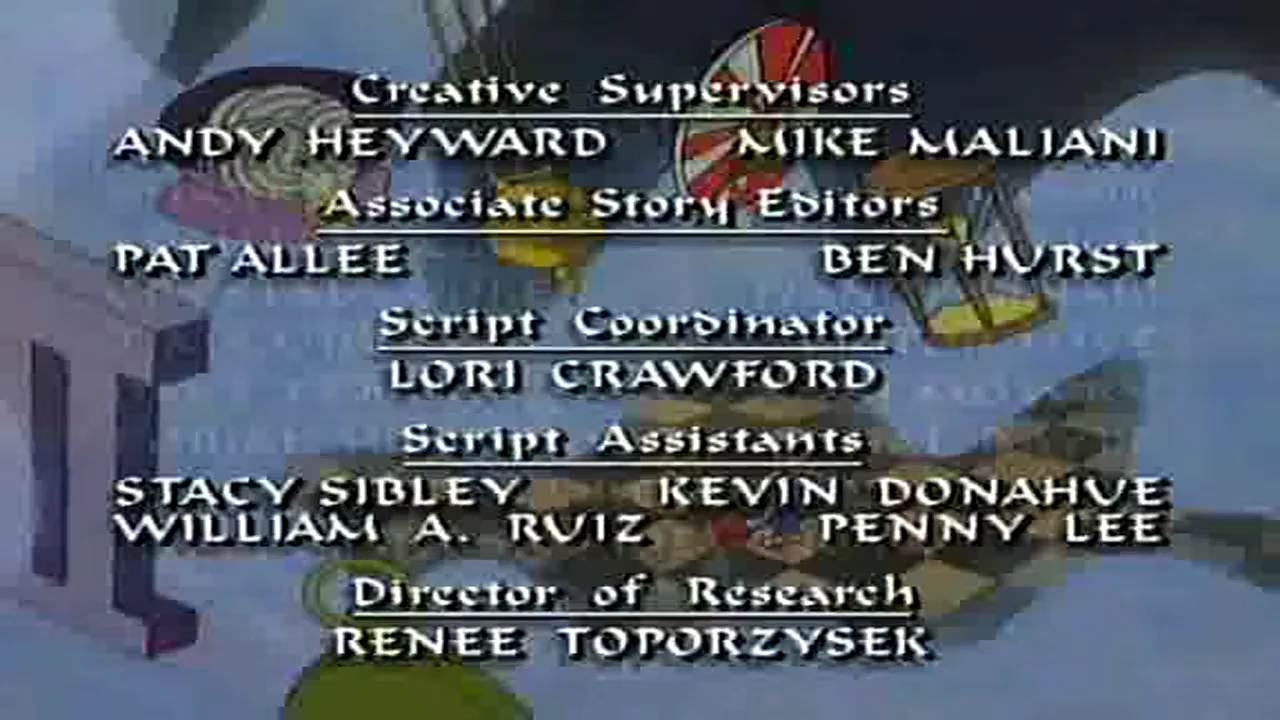 Creative Supervisors
ANDY HEYWARD MIKE MALIANI
Associate Story Editors
PAT ALLEE BEN HURST
Script Coordinator
LORI CRAWFORD
Script Assistants
STACY SIBLEY KEVIN DONAHUE
WILLIAM A. RUIZ PENNY LEE
Director of Research
RENEE TOPORZYSEK